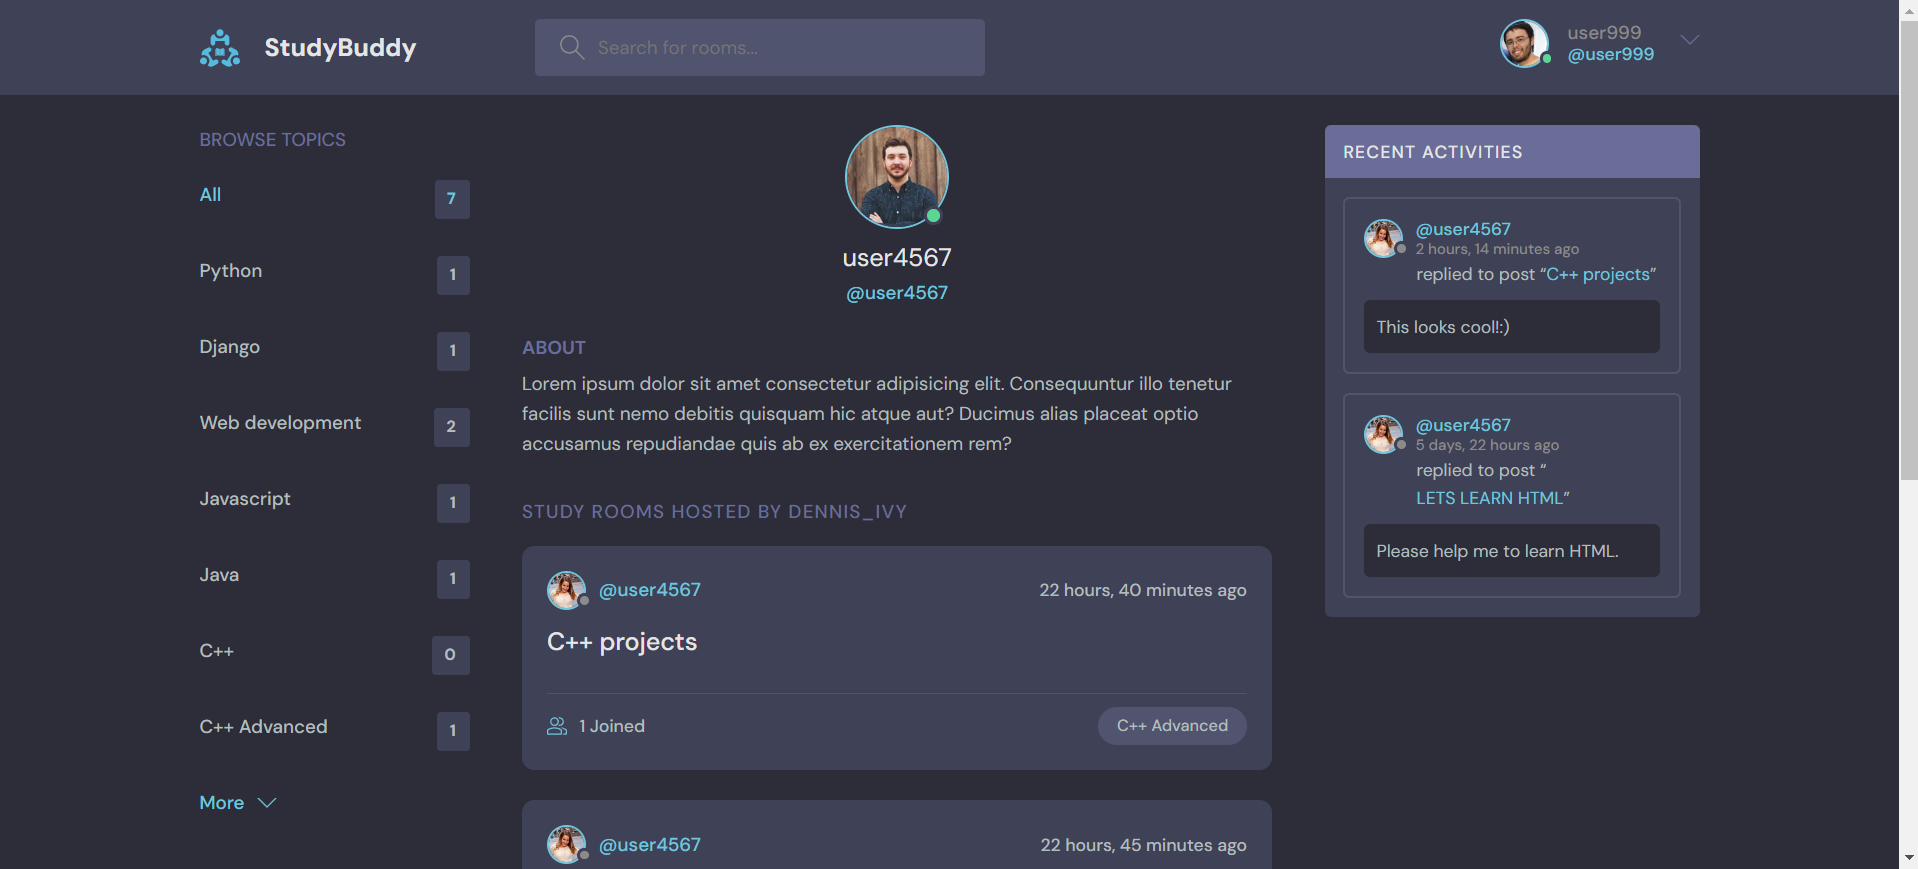 StudyBuddy
Search for rooms...
user999
@user999
BROWSE TOPICS
All 7
Python 1
Django 1
Web development 2
Javascript 1
Java 1
C++ 0
C++ Advanced 1
More
user4567
@user4567
ABOUT
Lorem ipsum dolor sit amet consectetur adipisicing elit. Consequuntur illo tenetur
facilis sunt nemo debitis quisquam hic atque aut? Ducimus alias placeat optio
accusamus repudiandae quis ab ex exercitationem rem?
STUDY ROOMS HOSTED BY DENNIS_IVY
@user4567 22 hours, 40 minutes ago
C++ projects
1 Joined C++ Advanced
@user4567 22 hours, 45 minutes ago
RECENT ACTIVITIES
@user4567
2 hours, 14 minutes ago
replied to post “C++ projects”
This looks cool!:)
@user4567
5 days, 22 hours ago
replied to post “
LETS LEARN HTML”
Please help me to learn HTML.